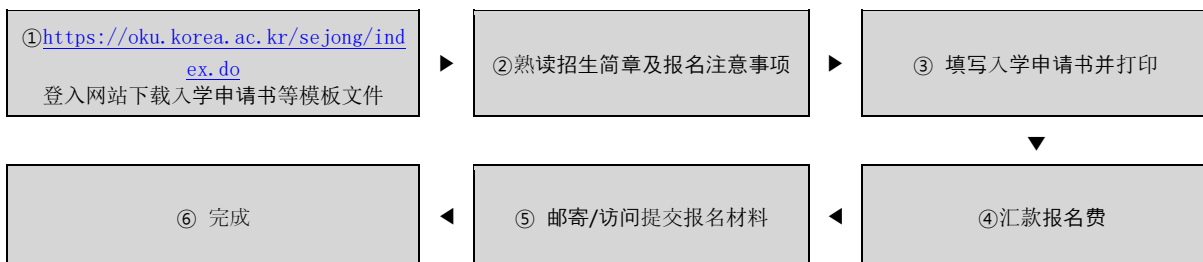 ①https://oku.korea.ac.kr/sejong/ind
ex.do
登入网站下载入学申请书等模板文件
▶
②熟读招生简章及报名注意事项
▶
③ 填写入学申请书并打印
▼
④汇款报名费
◀
⑤ 邮寄/访问提交报名材料
◀
⑥ 完成